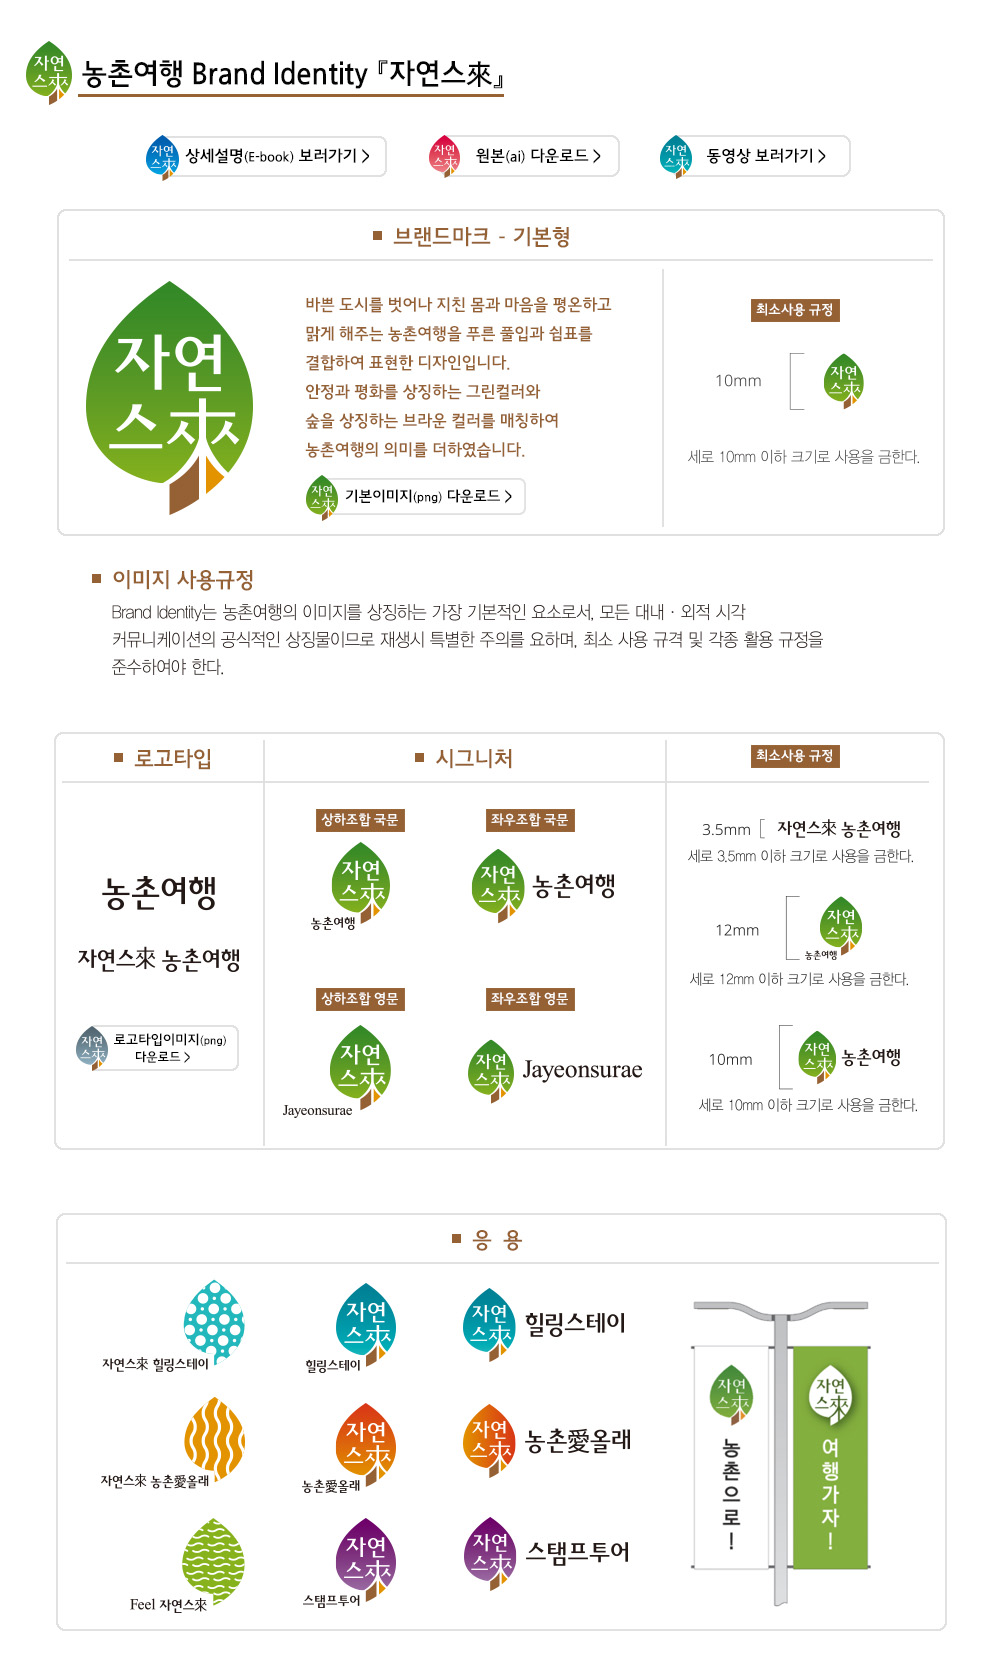 자연
스來
농촌여행 Brand Identity 『자연스來』
자연
스來
상세설명(E-book) 보러가기 >
자연
스來
원본(ai) 다운로드 >
자연
스來
동영상 보러가기 >
브랜드마크 - 기본형
자연
스來
바쁜 도시를 벗어나 지친 몸과 마음을 평온하고
맑게 해주는 농촌여행을 푸른 풀입과 쉼표를
결합하여 표현한 디자인입니다.
안정과 평화를 상징하는 그린컬러와
숲을 상징하는 브라운 컬러를 매칭하여
농촌여행의 의미를 더하였습니다.
자연
스來
기본이미지(png) 다운로드 >
최소사용 규정
10mm
자연
스來
세로 10mm 이하 크기로 사용을 금한다.
이미지 사용규정
Brand Identity는 농촌여행의 이미지를 상징하는 가장 기본적인 요소로서, 모든 대내 · 외적 시각
커뮤니케이션의 공식적인 상징물이므로 재생시 특별한 주의를 요하며, 최소 사용 규격 및 각종 활용 규정을
준수하여야 한다.
로고타입
농촌여행
자연스來 농촌여행
자연
스來
로고타입이미지(png)
다운로드 >
시그니처
상하조합 국문
자연
스來
농촌여행
좌우조합 국문
자연
스來
농촌여행
상하조합 영문
자연
스來
Jayeonsurae
좌우조합 영문
자연
스來
Jayeonsurae
최소사용 규정
3.5mm
자연스來 농촌여행
세로 3.5mm 이하 크기로 사용을 금한다.
12mm
자연
스來
농촌여행
세로 12mm 이하 크기로 사용을 금한다.
10mm
자연
스來
농촌여행
세로 10mm 이하 크기로 사용을 금한다.
응 용
자연스來 힐링스테이
자연
스來
힐링스테이
자연
스來
힐링스테이
자연스來 농촌愛올래
자연
스來
농촌愛올래
자연
스來
농촌愛올래
Feel 자연스來
자연
스來
스탬프투어
자연
스來
스탬프투어
자연
스來
농촌으로!
자연
스來
여행가자!